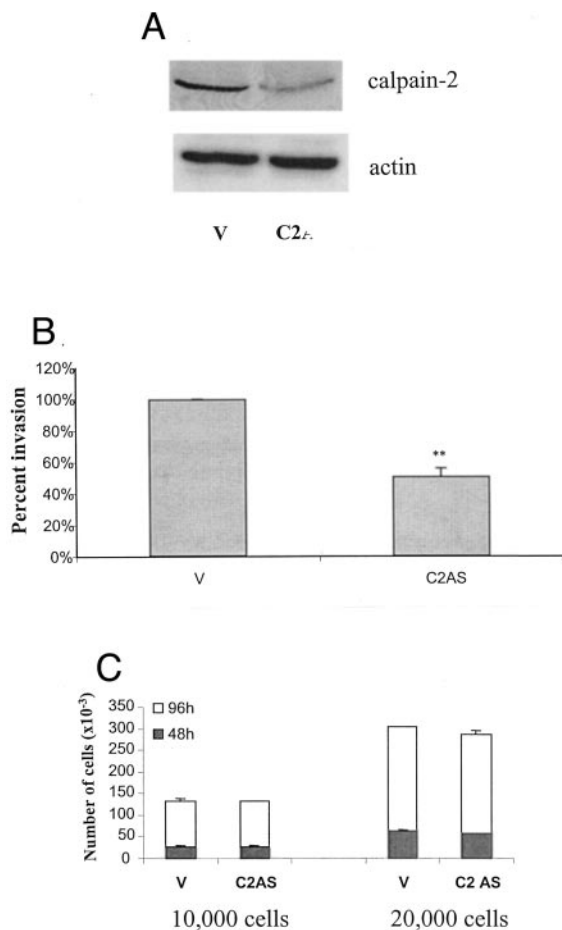 A
calpain-2
actin
V
B
120%
100%
80%
60%
40%
20%
0%
Percent invasion
**
V C2AS
C
350
300
250
200
150
100
50
0
Number of cells (x10⁻³)
96h
48h
V C2AS V C2 AS
10,000 cells 20,000 cells